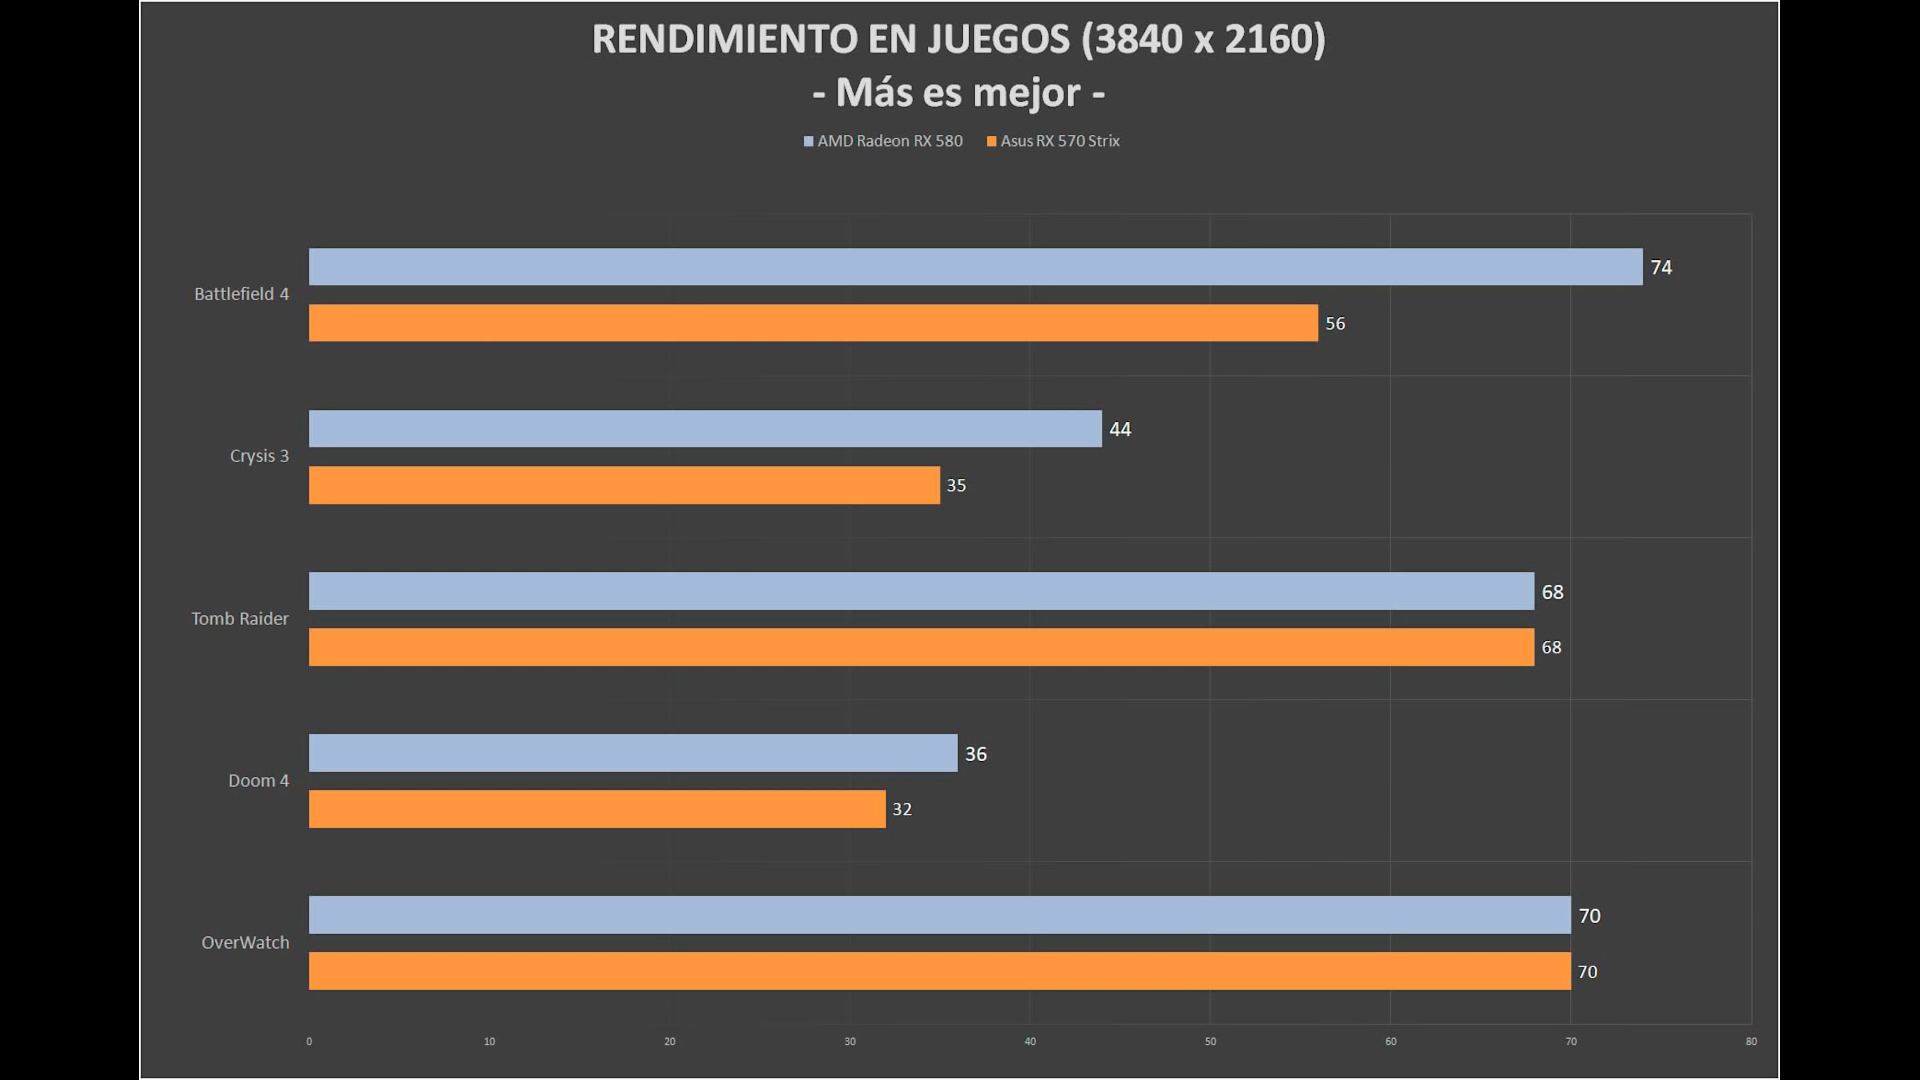 RENDIMIENTO EN JUEGOS (3840 x 2160)
- Más es mejor -
AMD Radeon RX 580 Asus RX 570 Strix
Battlefield 4
74
56
Crysis 3
44
35
Tomb Raider
68
68
Doom 4
36
32
OverWatch
70
70
0 10 20 30 40 50 60 70 80